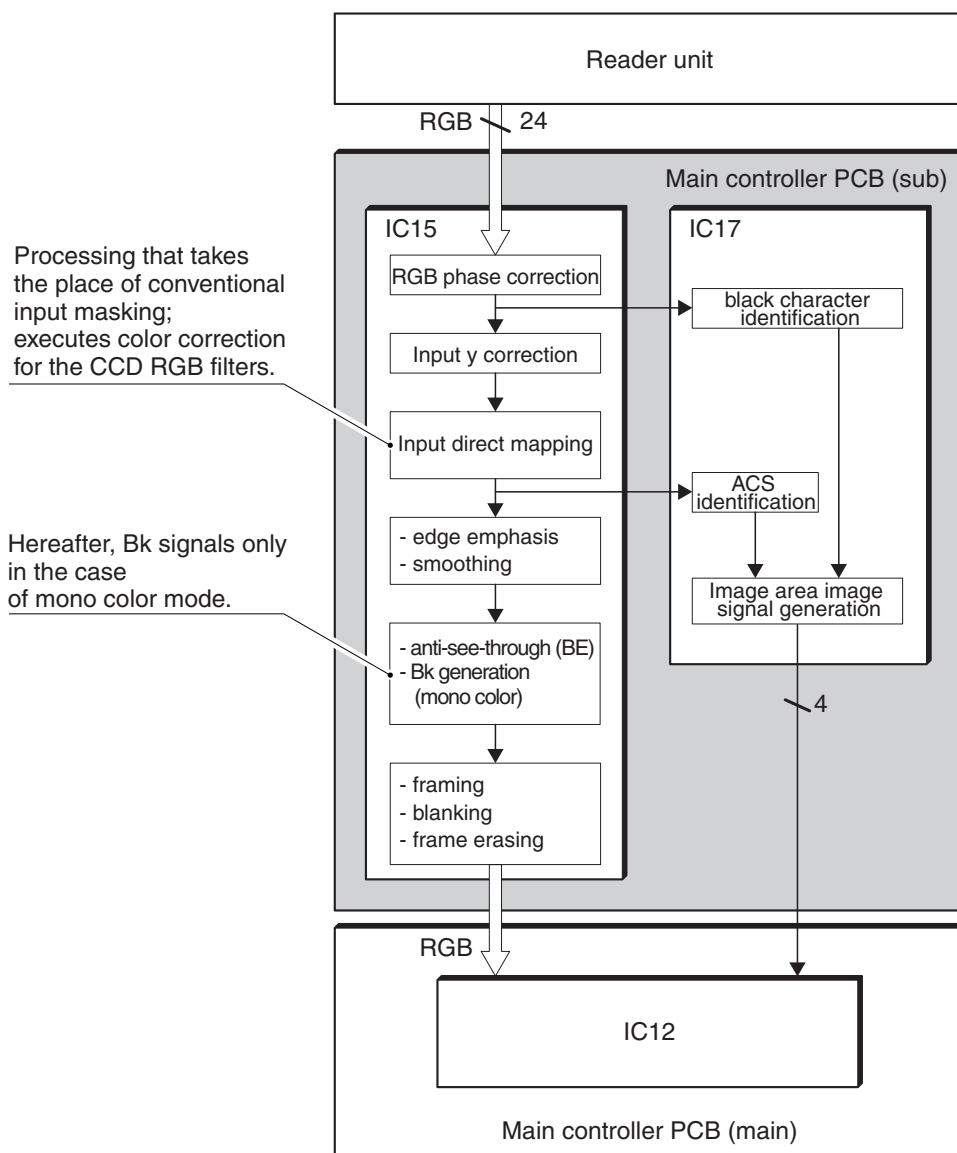 Reader unit
RGB 24
Main controller PCB (sub)
IC15
IC17
Processing that takes
the place of conventional
input masking;
executes color correction
for the CCD RGB filters.
RGB phase correction
black character
identification
Input y correction
Input direct mapping
ACS
identification
Hereafter, Bk signals only
in the case
of mono color mode.
- edge emphasis
- smoothing
Image area image
signal generation
- anti-see-through (BE)
- Bk generation
(mono color)
4
- framing
- blanking
- frame erasing
RGB
IC12
Main controller PCB (main)